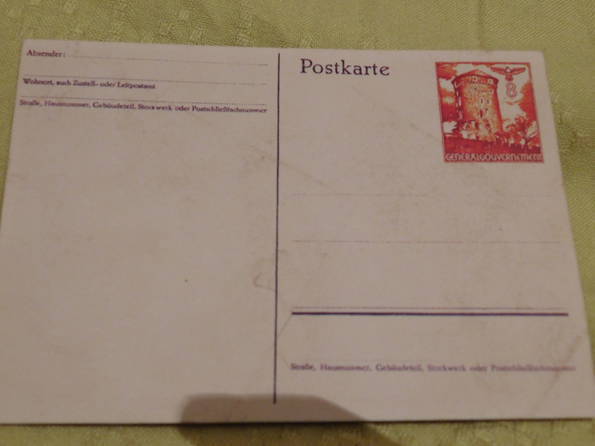 Absender:
Wohnort, auch Zustell- oder Leitpostamt
Straße, Hausnummer, Gebäudeteil, Stockwerk oder Postschließfachnummer
Postkarte
8
GENERALGOUVERNEMENT
Straße, Hausnummer, Gebäudeteil, Stockwerk oder Postschließfachnummer